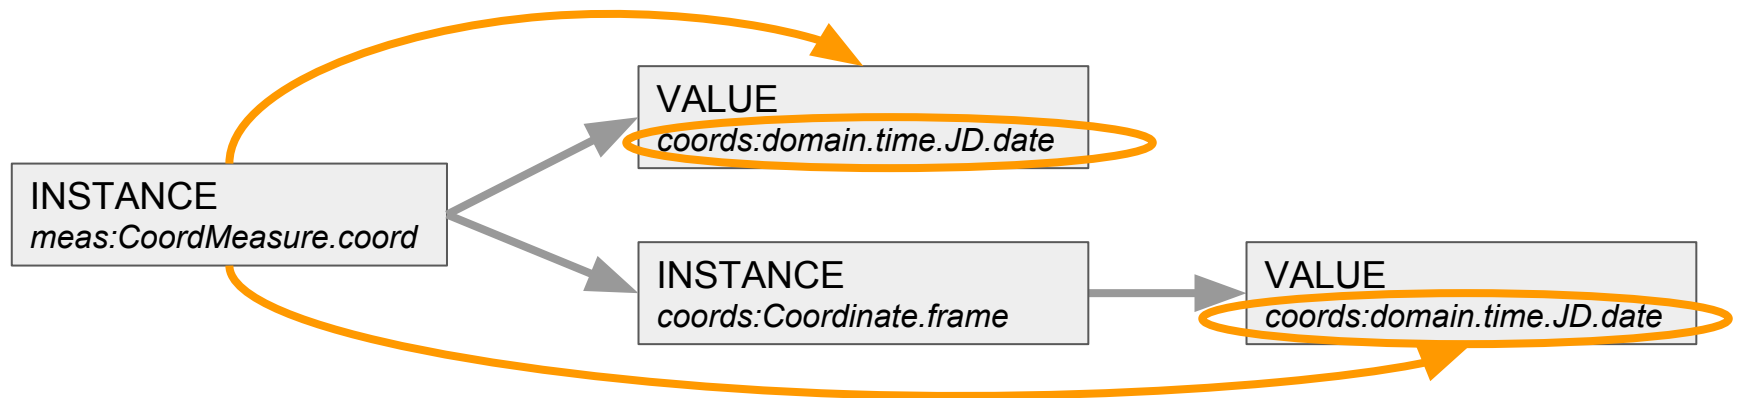 VALUE
coords:domain.time.JD.date
INSTANCE
meas:CoordMeasure.coord
INSTANCE
coords:Coordinate.frame
VALUE
coords:domain.time.JD.date